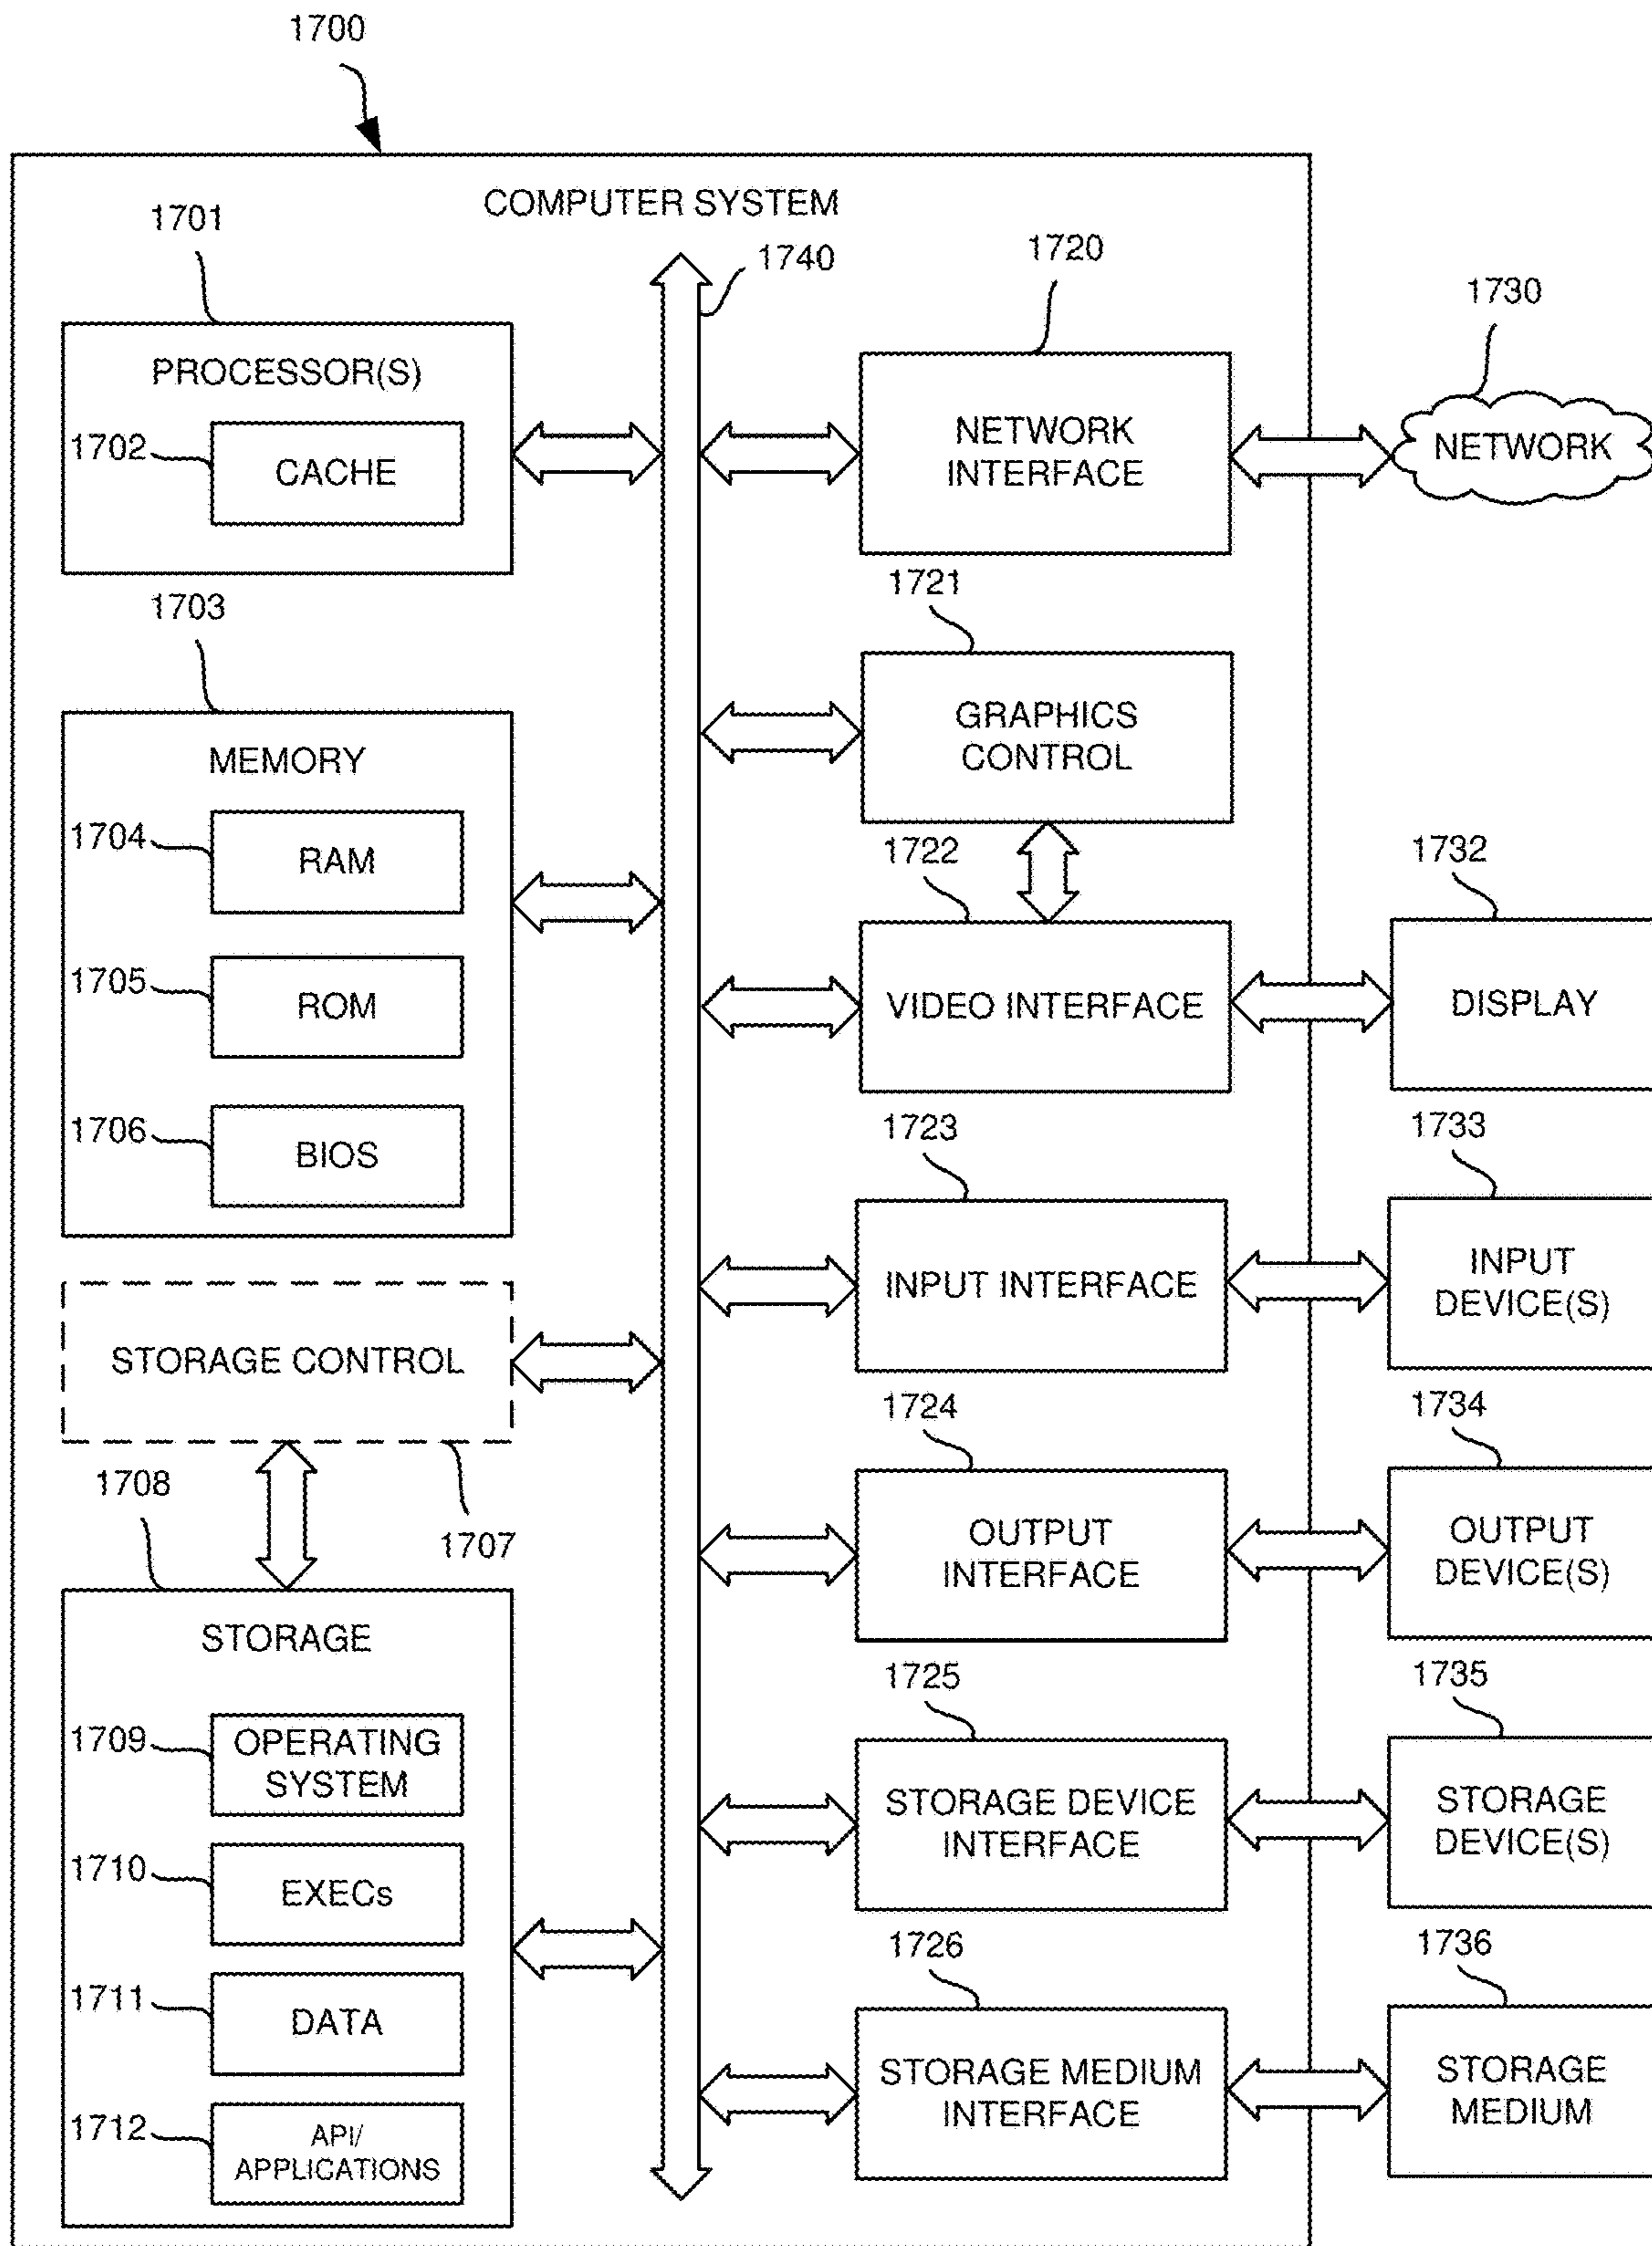 1700
COMPUTER SYSTEM
1701
1740
1720
1730
PROCESSOR(S)
1702
CACHE
NETWORK
INTERFACE
NETWORK
1703
1721
MEMORY
GRAPHICS
CONTROL
1704
RAM
1722
1732
1705
ROM
VIDEO INTERFACE
DISPLAY
1706
BIOS
1723
1733
INPUT INTERFACE
INPUT
DEVICE(S)
STORAGE CONTROL
1724
1734
1708
1707
OUTPUT
INTERFACE
OUTPUT
DEVICE(S)
STORAGE
1725
1735
1709
OPERATING
SYSTEM
STORAGE DEVICE
INTERFACE
STORAGE
DEVICE(S)
1710
EXECs
1726
1736
1711
DATA
STORAGE MEDIUM
INTERFACE
STORAGE
MEDIUM
1712
API/
APPLICATIONS